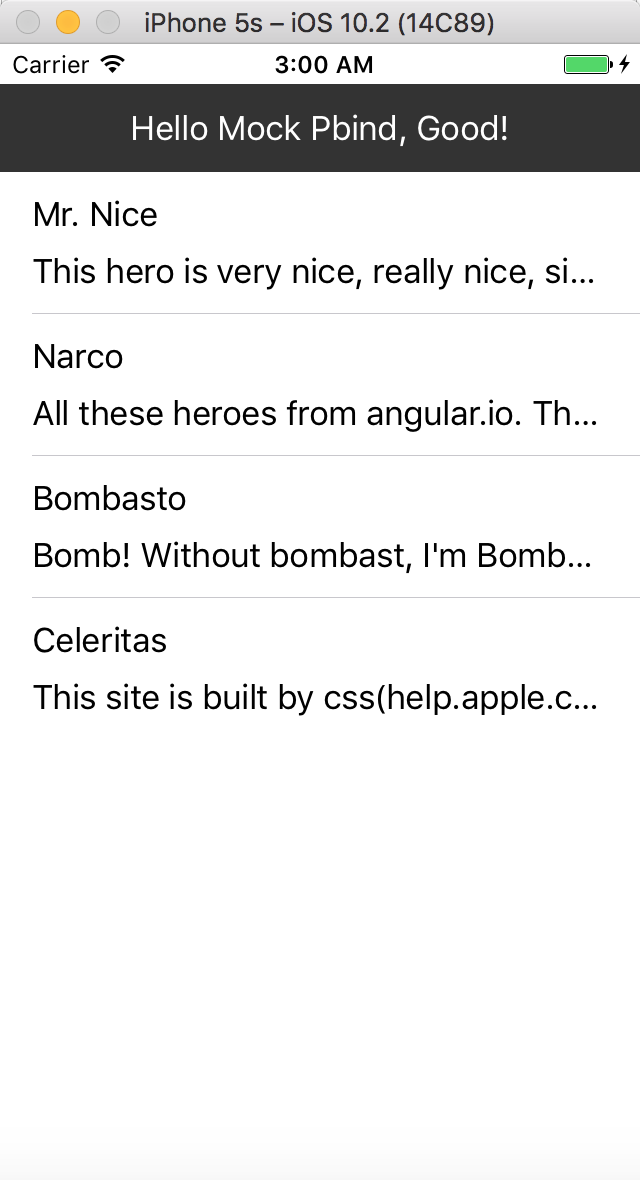 iPhone 5s – iOS 10.2 (14C89)
Carrier 3:00 AM
Hello Mock Pbind, Good!
Mr. Nice
This hero is very nice, really nice, si...
Narco
All these heroes from angular.io. Th...
Bombasto
Bomb! Without bombast, I'm Bomb...
Celeritas
This site is built by css(help.apple.c...